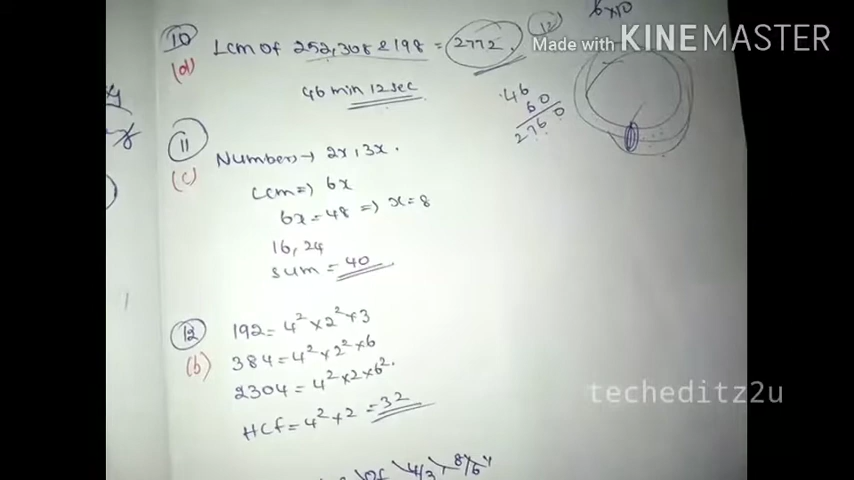 10
(d)
Lcm of 252, 308 & 198 = 2772.
46 min 12 sec
46
60
2760
11
(c)
Numbers → 2x, 3x.
Lcm ⇒ 6x
6x = 48 ⇒ x = 8
16, 24
sum = 40
12
(b)
192 = 4² × 2² × 3
384 = 4² × 2² × 6
2304 = 4² × 2 × 6².
HCf = 4² × 2 = 32
Made with KINEMASTER
techeditz2u